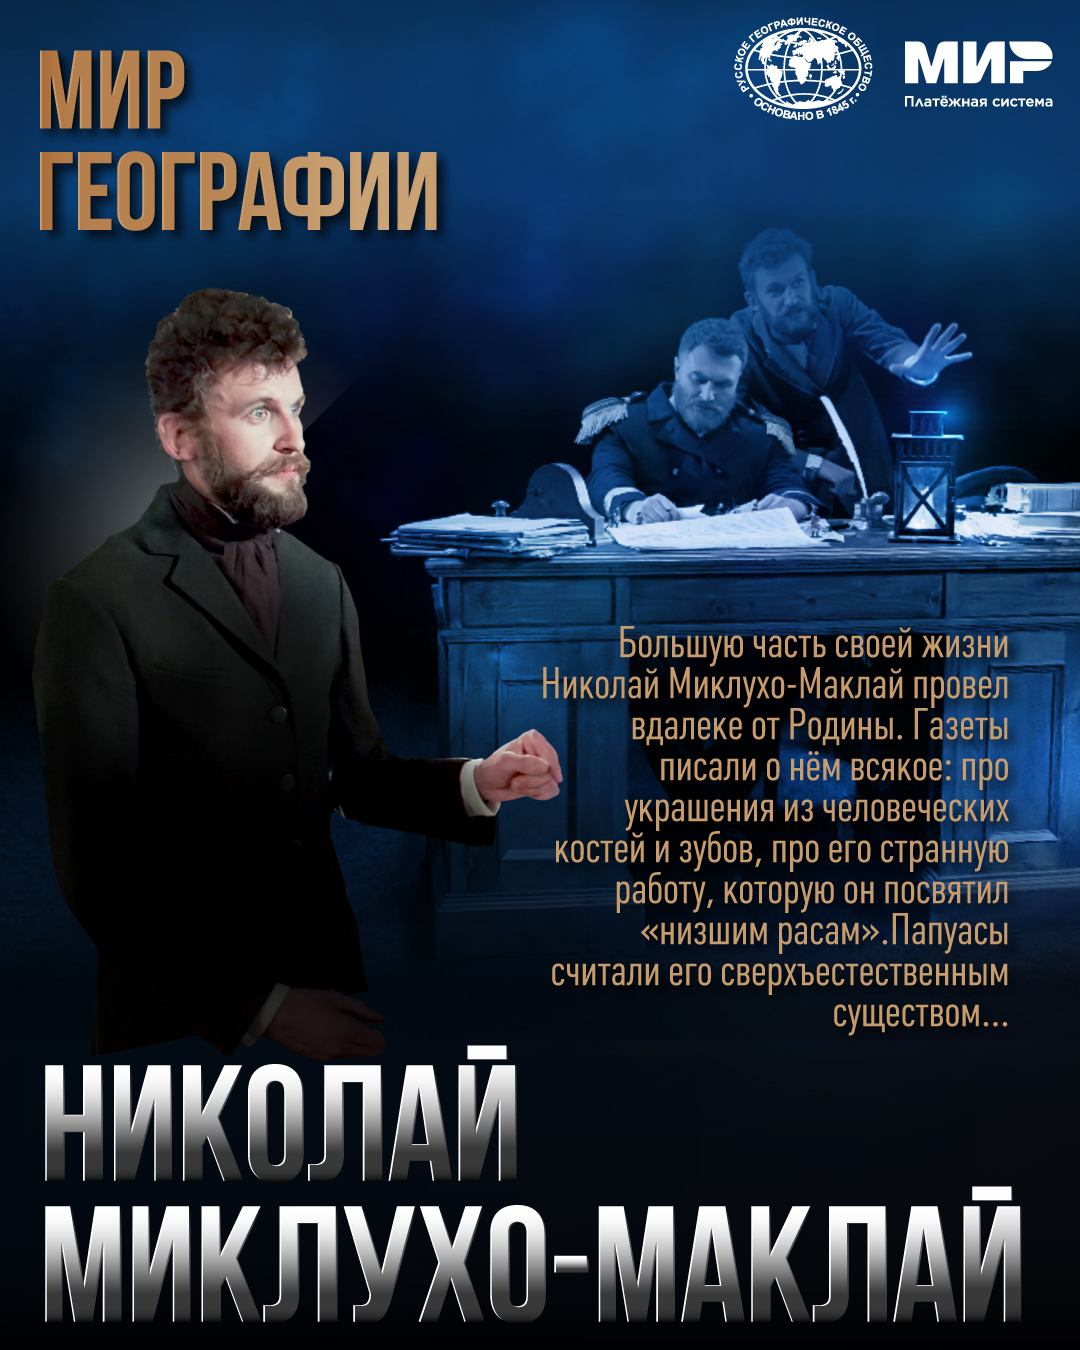 МИР
ГЕОГРАФИИ
РУССКОЕ ГЕОГРАФИЧЕСКОЕ ОБЩЕСТВО
• ОСНОВАНО В 1845 г. •
МИР
Платёжная система
Большую часть своей жизни
Николай Миклухо-Маклай провел
вдалеке от Родины. Газеты
писали о нём всякое: про
украшения из человеческих
костей и зубов, про его странную
работу, которую он посвятил
«низшим расам».Папуасы
считали его сверхъестественным
существом...
НИКОЛАЙ
МИКЛУХО-МАКЛАЙ